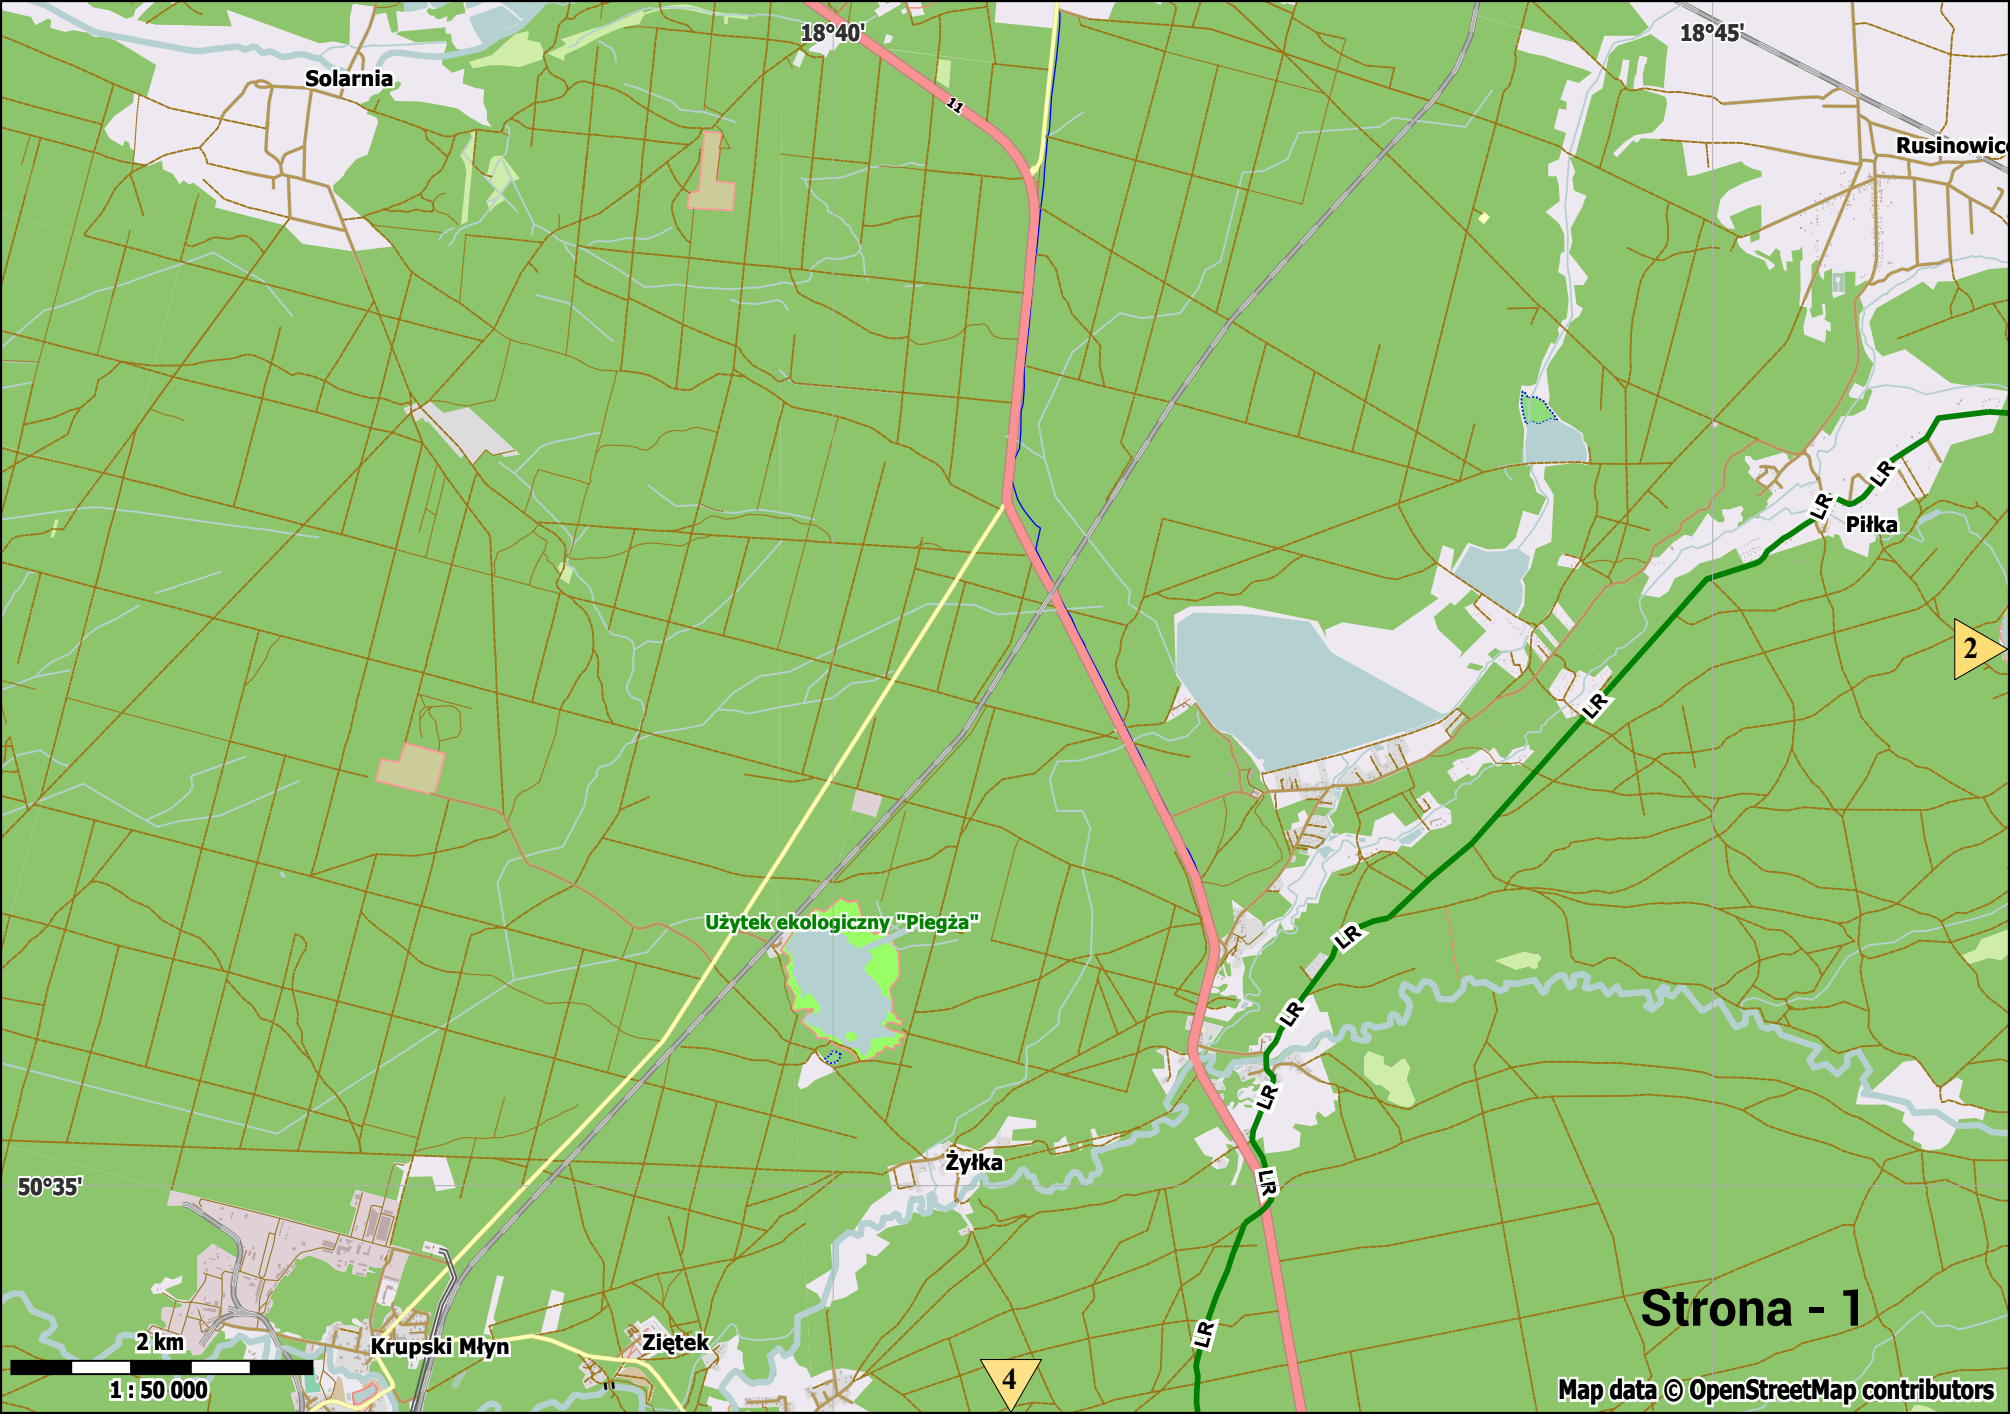 18°40'
18°45'
Solarnia
11
Rusinowic
LR
LR
Piłka
2
LR
Użytek ekologiczny "Piegża"
LR
LR
LR
Żyłka
LR
50°35'
Strona - 1
LR
2 km
Krupski Młyn
Ziętek
4
1 : 50 000
Map data © OpenStreetMap contributors